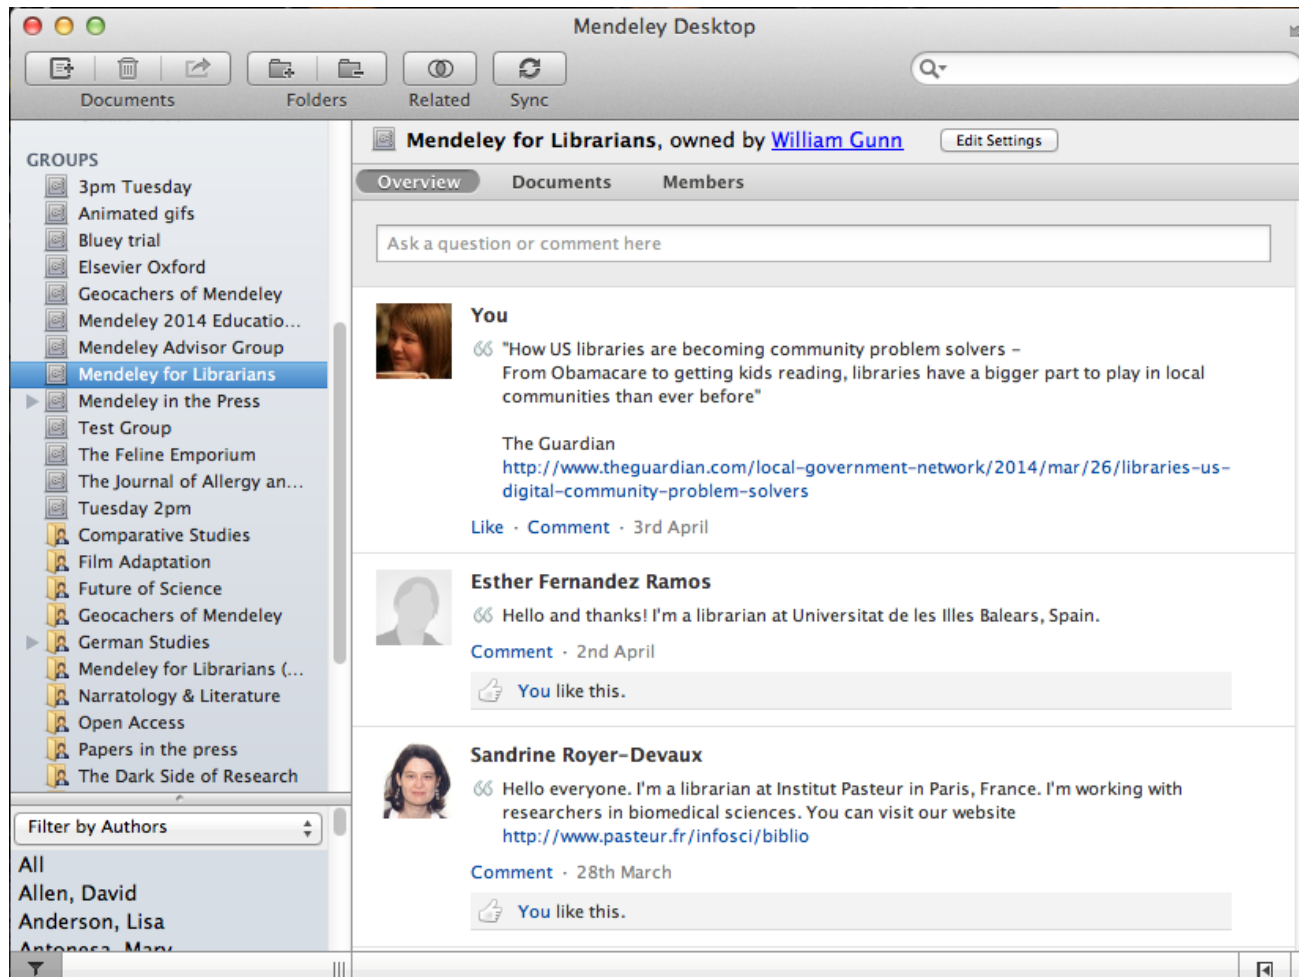 Mendeley Desktop
Documents
Folders
Related
Sync
GROUPS
3pm Tuesday
Animated gifs
Bluey trial
Elsevier Oxford
Geocachers of Mendeley
Mendeley 2014 Educatio...
Mendeley Advisor Group
Mendeley for Librarians
Mendeley in the Press
Test Group
The Feline Emporium
The Journal of Allergy an...
Tuesday 2pm
Comparative Studies
Film Adaptation
Future of Science
Geocachers of Mendeley
German Studies
Mendeley for Librarians (...
Narratology & Literature
Open Access
Papers in the press
The Dark Side of Research
Filter by Authors
All
Allen, David
Anderson, Lisa
Antonesa, Mary
Mendeley for Librarians, owned by William Gunn Edit Settings
Overview Documents Members
Ask a question or comment here
You
"How US libraries are becoming community problem solvers –
From Obamacare to getting kids reading, libraries have a bigger part to play in local
communities than ever before"
The Guardian
http://www.theguardian.com/local-government-network/2014/mar/26/libraries-us-
digital-community-problem-solvers
Like · Comment · 3rd April
Esther Fernandez Ramos
Hello and thanks! I'm a librarian at Universitat de les Illes Balears, Spain.
Comment · 2nd April
You like this.
Sandrine Royer-Devaux
Hello everyone. I'm a librarian at Institut Pasteur in Paris, France. I'm working with
researchers in biomedical sciences. You can visit our website
http://www.pasteur.fr/infosci/biblio
Comment · 28th March
You like this.